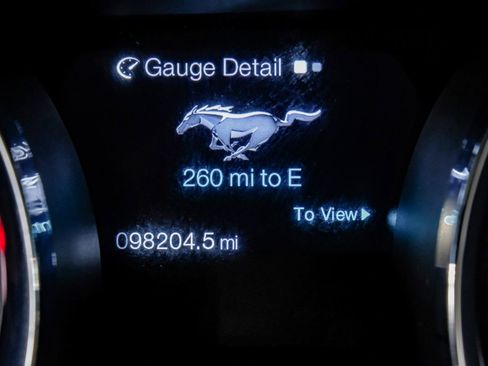 Gauge Detail
260 mi to E
To View
098204.5 mi